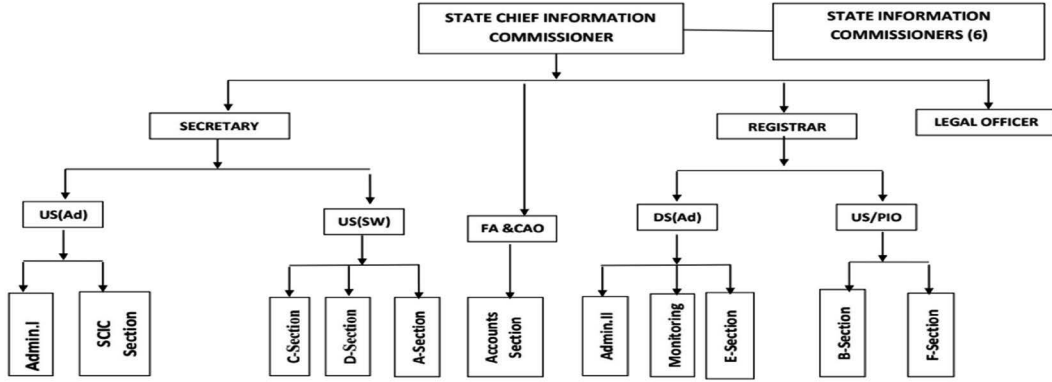 STATE CHIEF INFORMATION
COMMISSIONER
STATE INFORMATION
COMMISSIONERS (6)
SECRETARY
REGISTRAR
LEGAL OFFICER
US(Ad)
US(SW)
FA &CAO
DS(Ad)
US/PIO
Admin.I
SCIC
Section
C-Section
D-Section
A-Section
Accounts
Section
Admin.II
Monitoring
E-Section
B-Section
F-Section